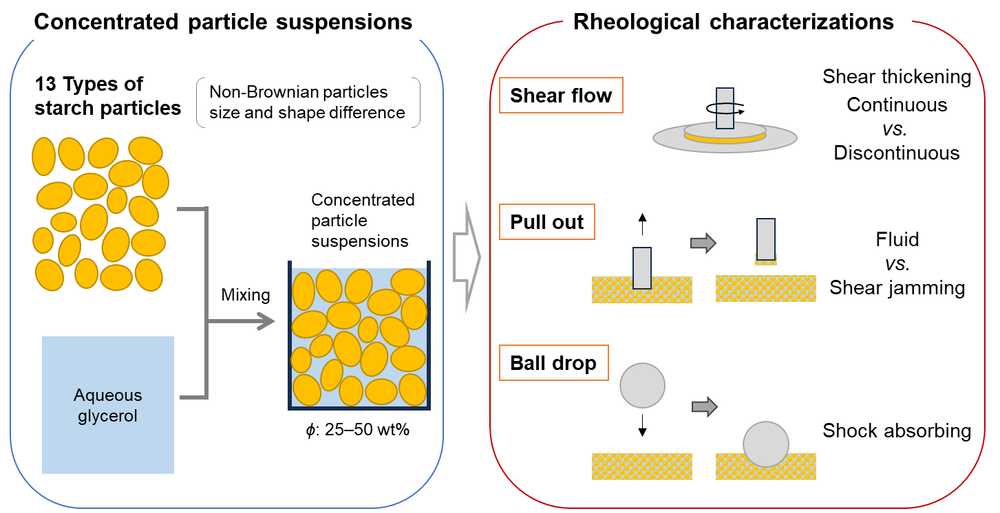 Concentrated particle suspensions
13 Types of
starch particles
Non-Brownian particles
size and shape difference
Concentrated
particle
suspensions
Mixing
Aqueous
glycerol
ϕ: 25–50 wt%
Rheological characterizations
Shear flow
Shear thickening
Continuous
vs.
Discontinuous
Pull out
Fluid
vs.
Shear jamming
Ball drop
Shock absorbing